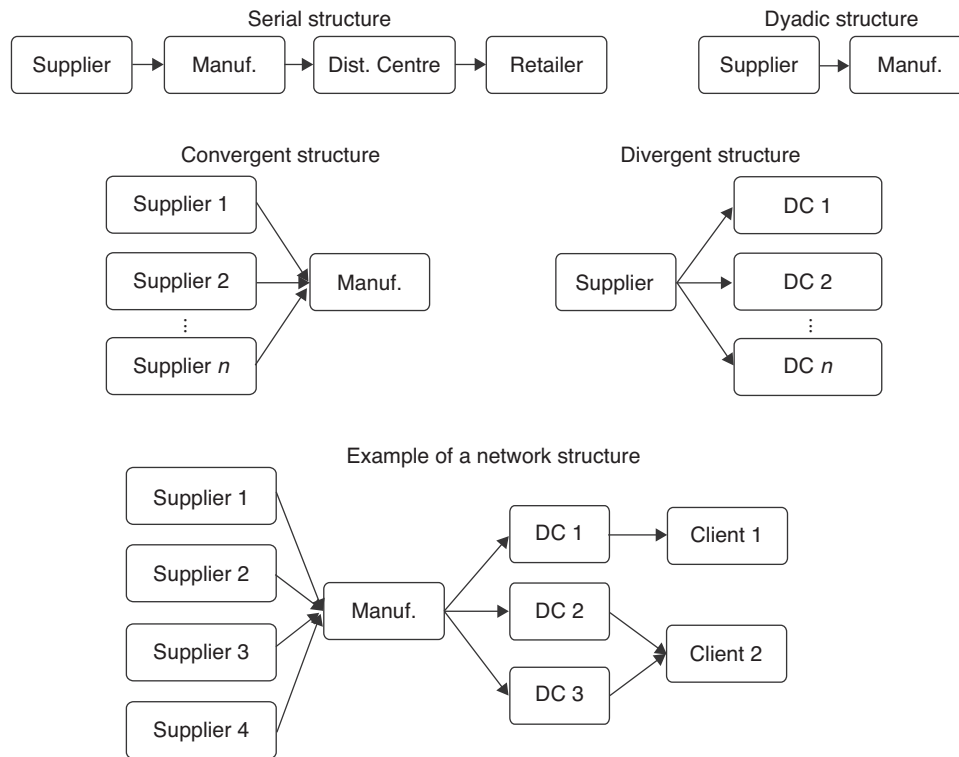 Serial structure
Supplier
Manuf.
Dist. Centre
Retailer
Dyadic structure
Supplier
Manuf.
Convergent structure
Supplier 1
Supplier 2
...
Supplier n
Manuf.
Divergent structure
Supplier
DC 1
DC 2
...
DC n
Example of a network structure
Supplier 1
Supplier 2
Supplier 3
Supplier 4
Manuf.
DC 1
DC 2
DC 3
Client 1
Client 2